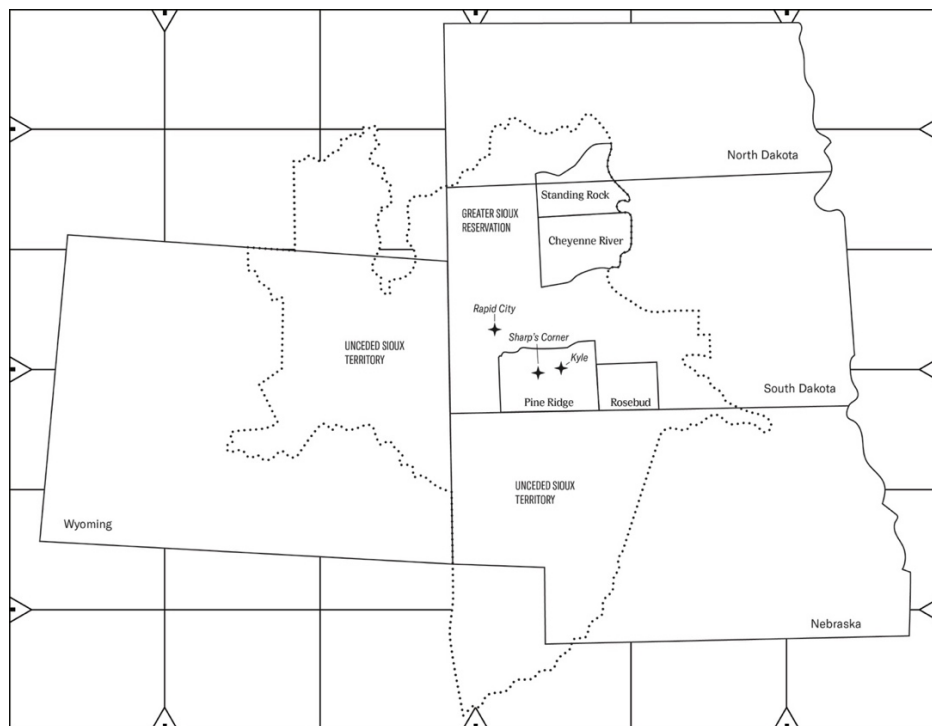 North Dakota
Standing Rock
GREATER SIOUX
RESERVATION
Cheyenne River
Rapid City
Sharp's Corner
UNCEDED SIOUX
TERRITORY
Kyle
South Dakota
Pine Ridge
Rosebud
UNCEDED SIOUX
TERRITORY
Wyoming
Nebraska